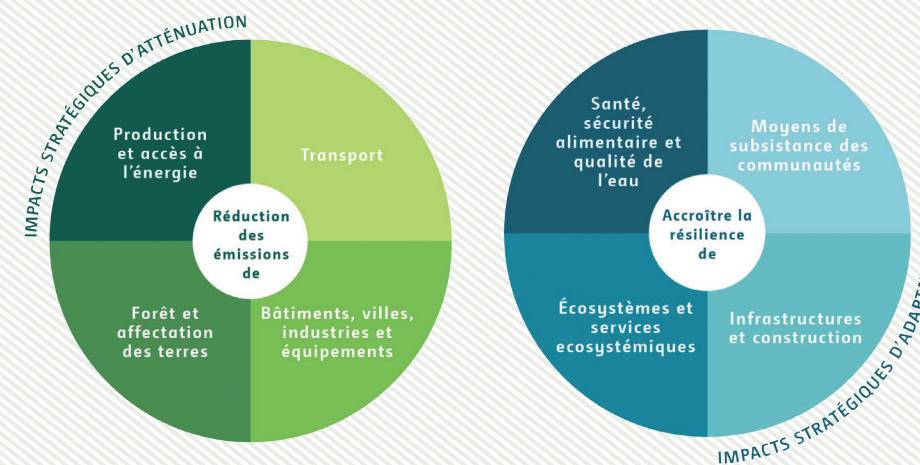 IMPACTS STRATÉGIQUES D'ATTÉNUATION
Production
et accès à
l'énergie
Transport
Réduction
des
émissions
de
Forêt et
affectation
des terres
Bâtiments, villes,
industries et
équipements
Santé,
sécurité
alimentaire et
qualité de
l'eau
Moyens de
subsistance des
communautés
Accroître la
résilience
de
Écosystèmes et
services
ecosystémiques
Infrastructures
et construction
IMPACTS STRATÉGIQUES D'ADAPTA